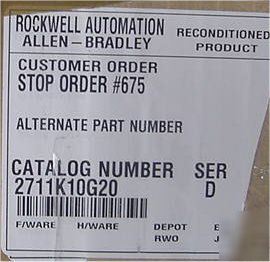 ROCKWELL AUTOMATION RECONDITIONED
ALLEN-BRADLEY PRODUCT
CUSTOMER ORDER
STOP ORDER #675
ALTERNATE PART NUMBER
CATALOG NUMBER SER
2711K10G20 D
F/WARE H/WARE DEPOT
RWO